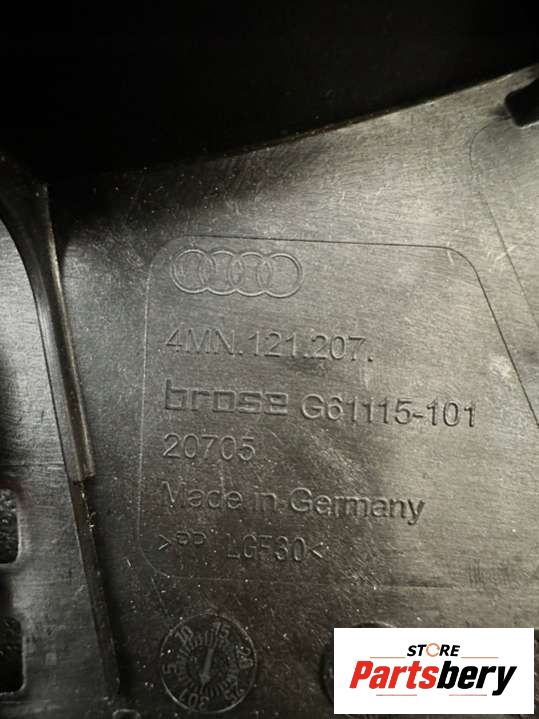 4MN.121.207.
brose G61115-101
20705
Made in Germany
>PP LGF30<
STORE
Partsbery